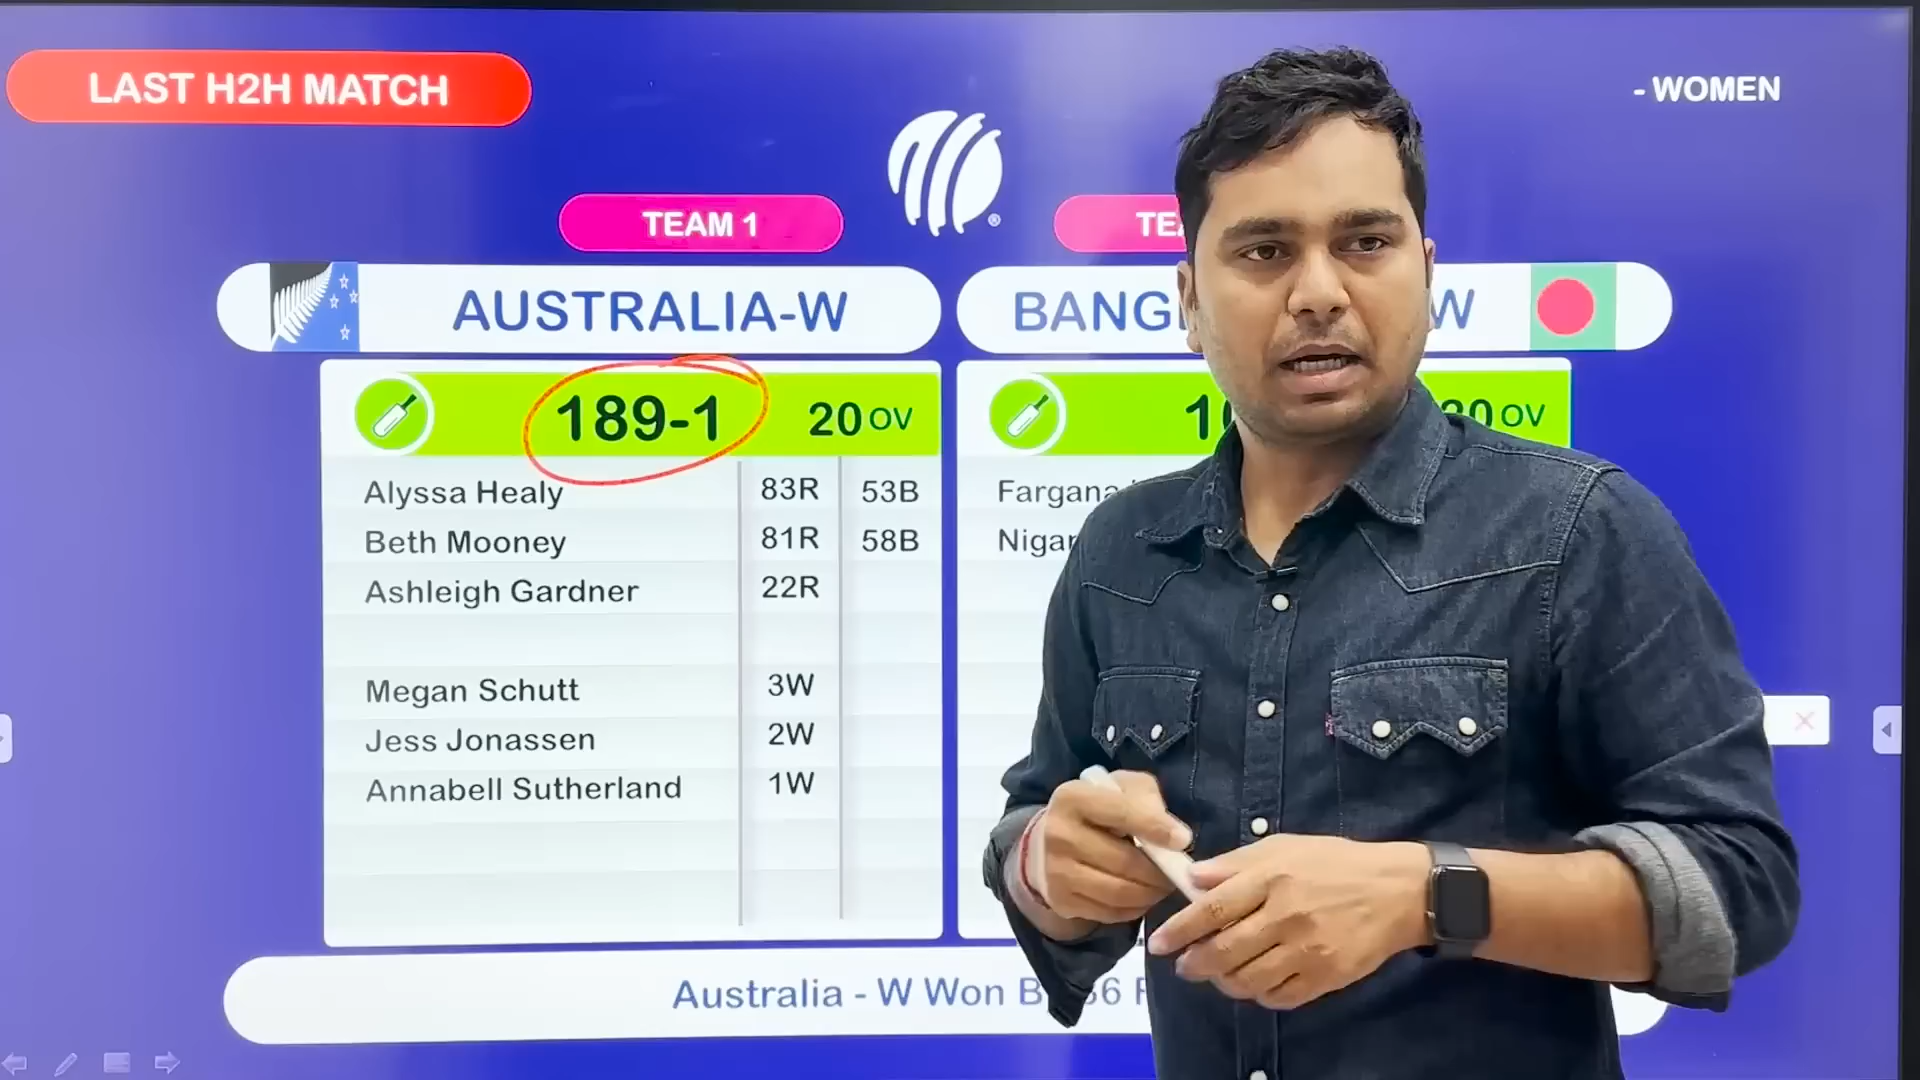 LAST H2H MATCH
- WOMEN
TEAM 1
AUSTRALIA-W
W
189-1 20 OV
OV
Alyssa Healy 83R 53B
Beth Mooney 81R 58B
Ashleigh Gardner 22R
Megan Schutt 3W
Jess Jonassen 2W
Annabell Sutherland 1W
Fargana
Australia - W Won